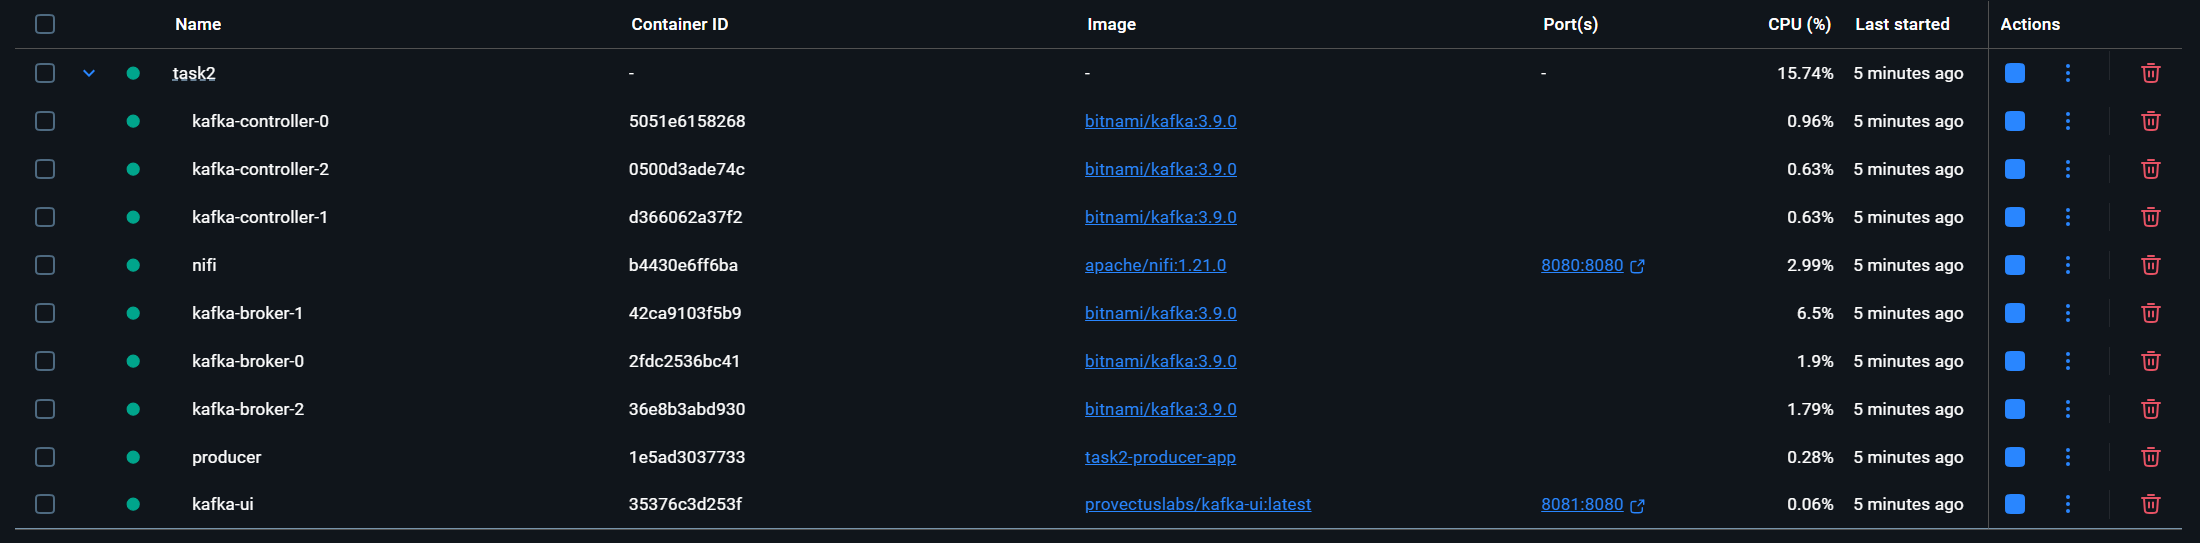 Name Container ID Image Port(s) CPU (%) Last started Actions
task2 - - - 15.74% 5 minutes ago
kafka-controller-0 5051e6158268 bitnami/kafka:3.9.0 0.96% 5 minutes ago
kafka-controller-2 0500d3ade74c bitnami/kafka:3.9.0 0.63% 5 minutes ago
kafka-controller-1 d366062a37f2 bitnami/kafka:3.9.0 0.63% 5 minutes ago
nifi b4430e6ff6ba apache/nifi:1.21.0 8080:8080 2.99% 5 minutes ago
kafka-broker-1 42ca9103f5b9 bitnami/kafka:3.9.0 6.5% 5 minutes ago
kafka-broker-0 2fdc2536bc41 bitnami/kafka:3.9.0 1.9% 5 minutes ago
kafka-broker-2 36e8b3abd930 bitnami/kafka:3.9.0 1.79% 5 minutes ago
producer 1e5ad3037733 task2-producer-app 0.28% 5 minutes ago
kafka-ui 35376c3d253f provectuslabs/kafka-ui:latest 8081:8080 0.06% 5 minutes ago